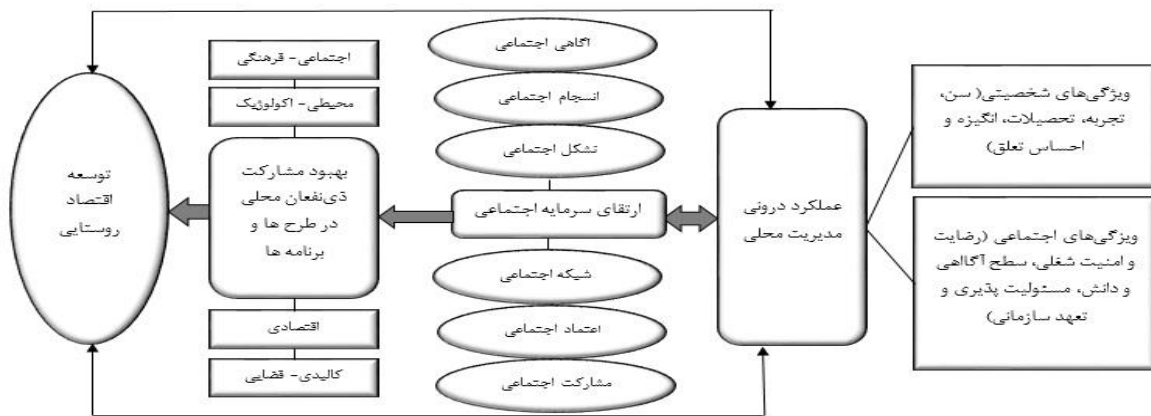 ویژگی‌های شخصیتی( سن،
تجربه، تحصیلات، انگیزه و
احساس تعلق)
ویژگی‌های اجتماعی (رضایت
و امنیت شغلی، سطح آگااهی
و دانش، مسئولیت پذیری و
تعهد سازمانی)
عملکرد درونی
مدیریت محلی
آگاهی اجتماعی
انسجام اجتماعی
تشکل اجتماعی
ارتقای سرمایه اجتماعی
شبکه اجتماعی
اعتماد اجتماعی
مشارکت اجتماعی
اجتماعی- فرهنگی
محیطی- اکولوژیک
بهبود مشارکت
ذی‌نفعان محلی
در طرح ها و
برنامه ها
اقتصادی
کالبدی- فضایی
توسعه
اقتصاد
روستایی